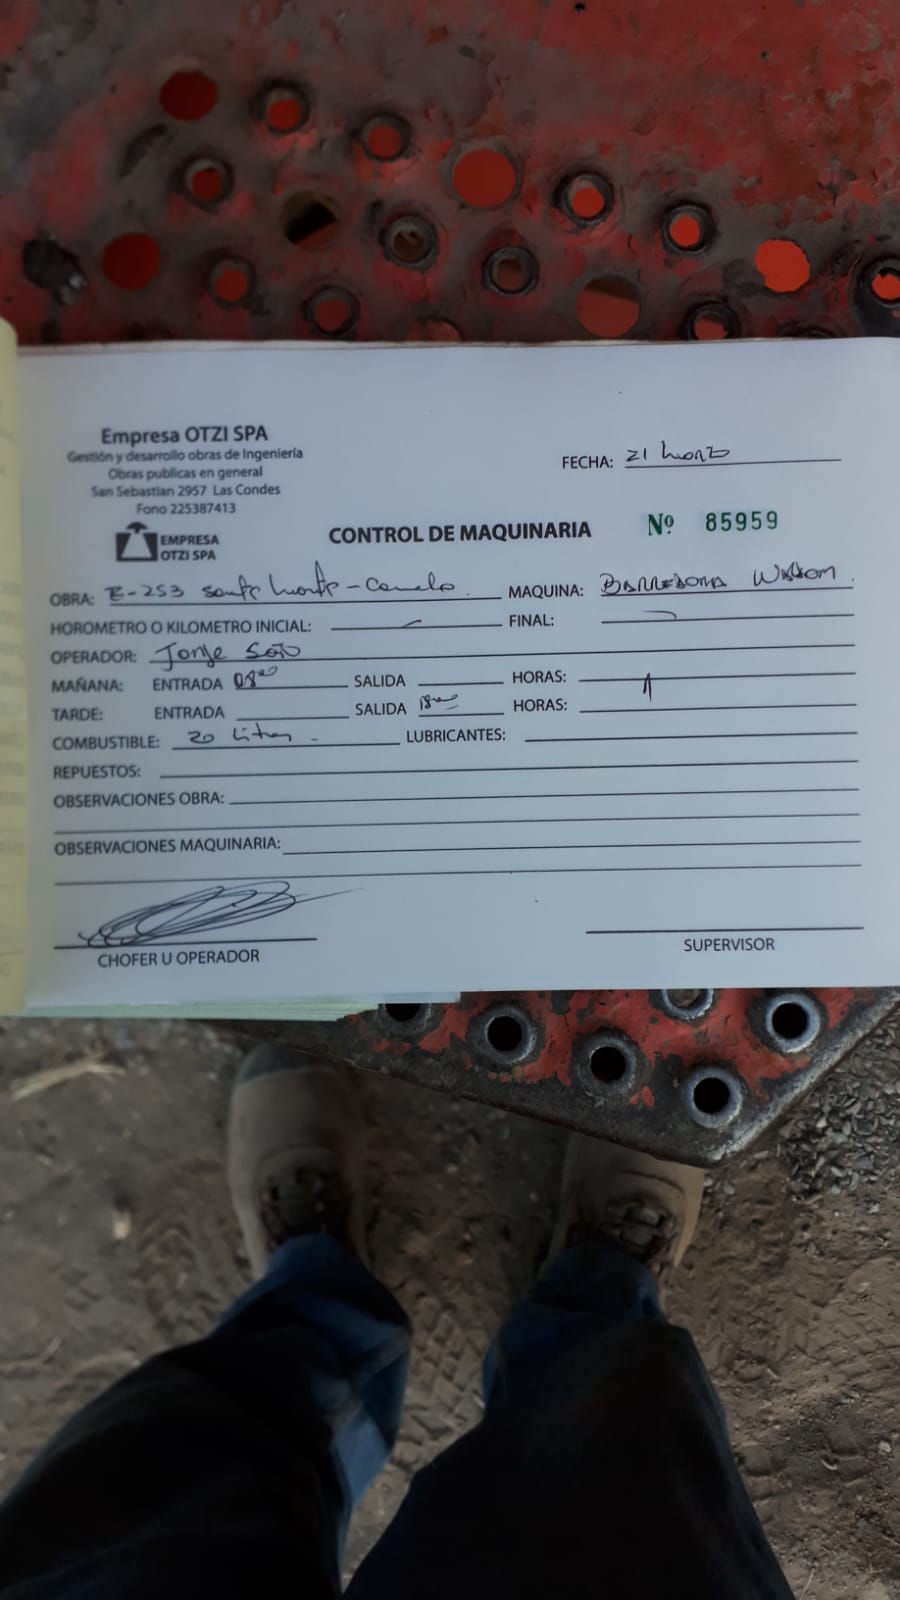 Empresa OTZI SPA
Gestión y desarrollo obras de Ingeniería
Obras publicas en general
San Sebastian 2957 Las Condes
Fono 225387413
EMPRESA
OTZI SPA
FECHA: 21 Marzo
CONTROL DE MAQUINARIA Nº 85959
OBRA: E-253 Santa Marta - Canelo MAQUINA: BARREDORA
HOROMETRO O KILOMETRO INICIAL: FINAL:
OPERADOR: Jorge Soto
MAÑANA: ENTRADA 08:00 SALIDA HORAS:
TARDE: ENTRADA SALIDA 18:00 HORAS:
COMBUSTIBLE: 20 Litros - LUBRICANTES:
REPUESTOS:
OBSERVACIONES OBRA:
OBSERVACIONES MAQUINARIA:
CHOFER U OPERADOR SUPERVISOR